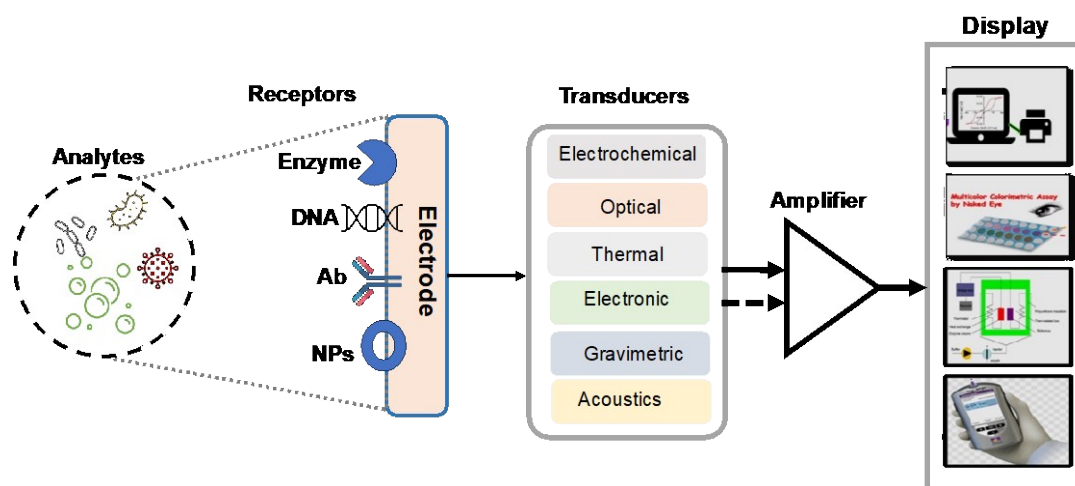 Display
Receptors
Transducers
Analytes
Enzyme
DNA
Ab
NPs
Electrode
Electrochemical
Optical
Thermal
Electronic
Gravimetric
Acoustics
Amplifier
Multicolor Colorimetric Assay
by Naked Eye